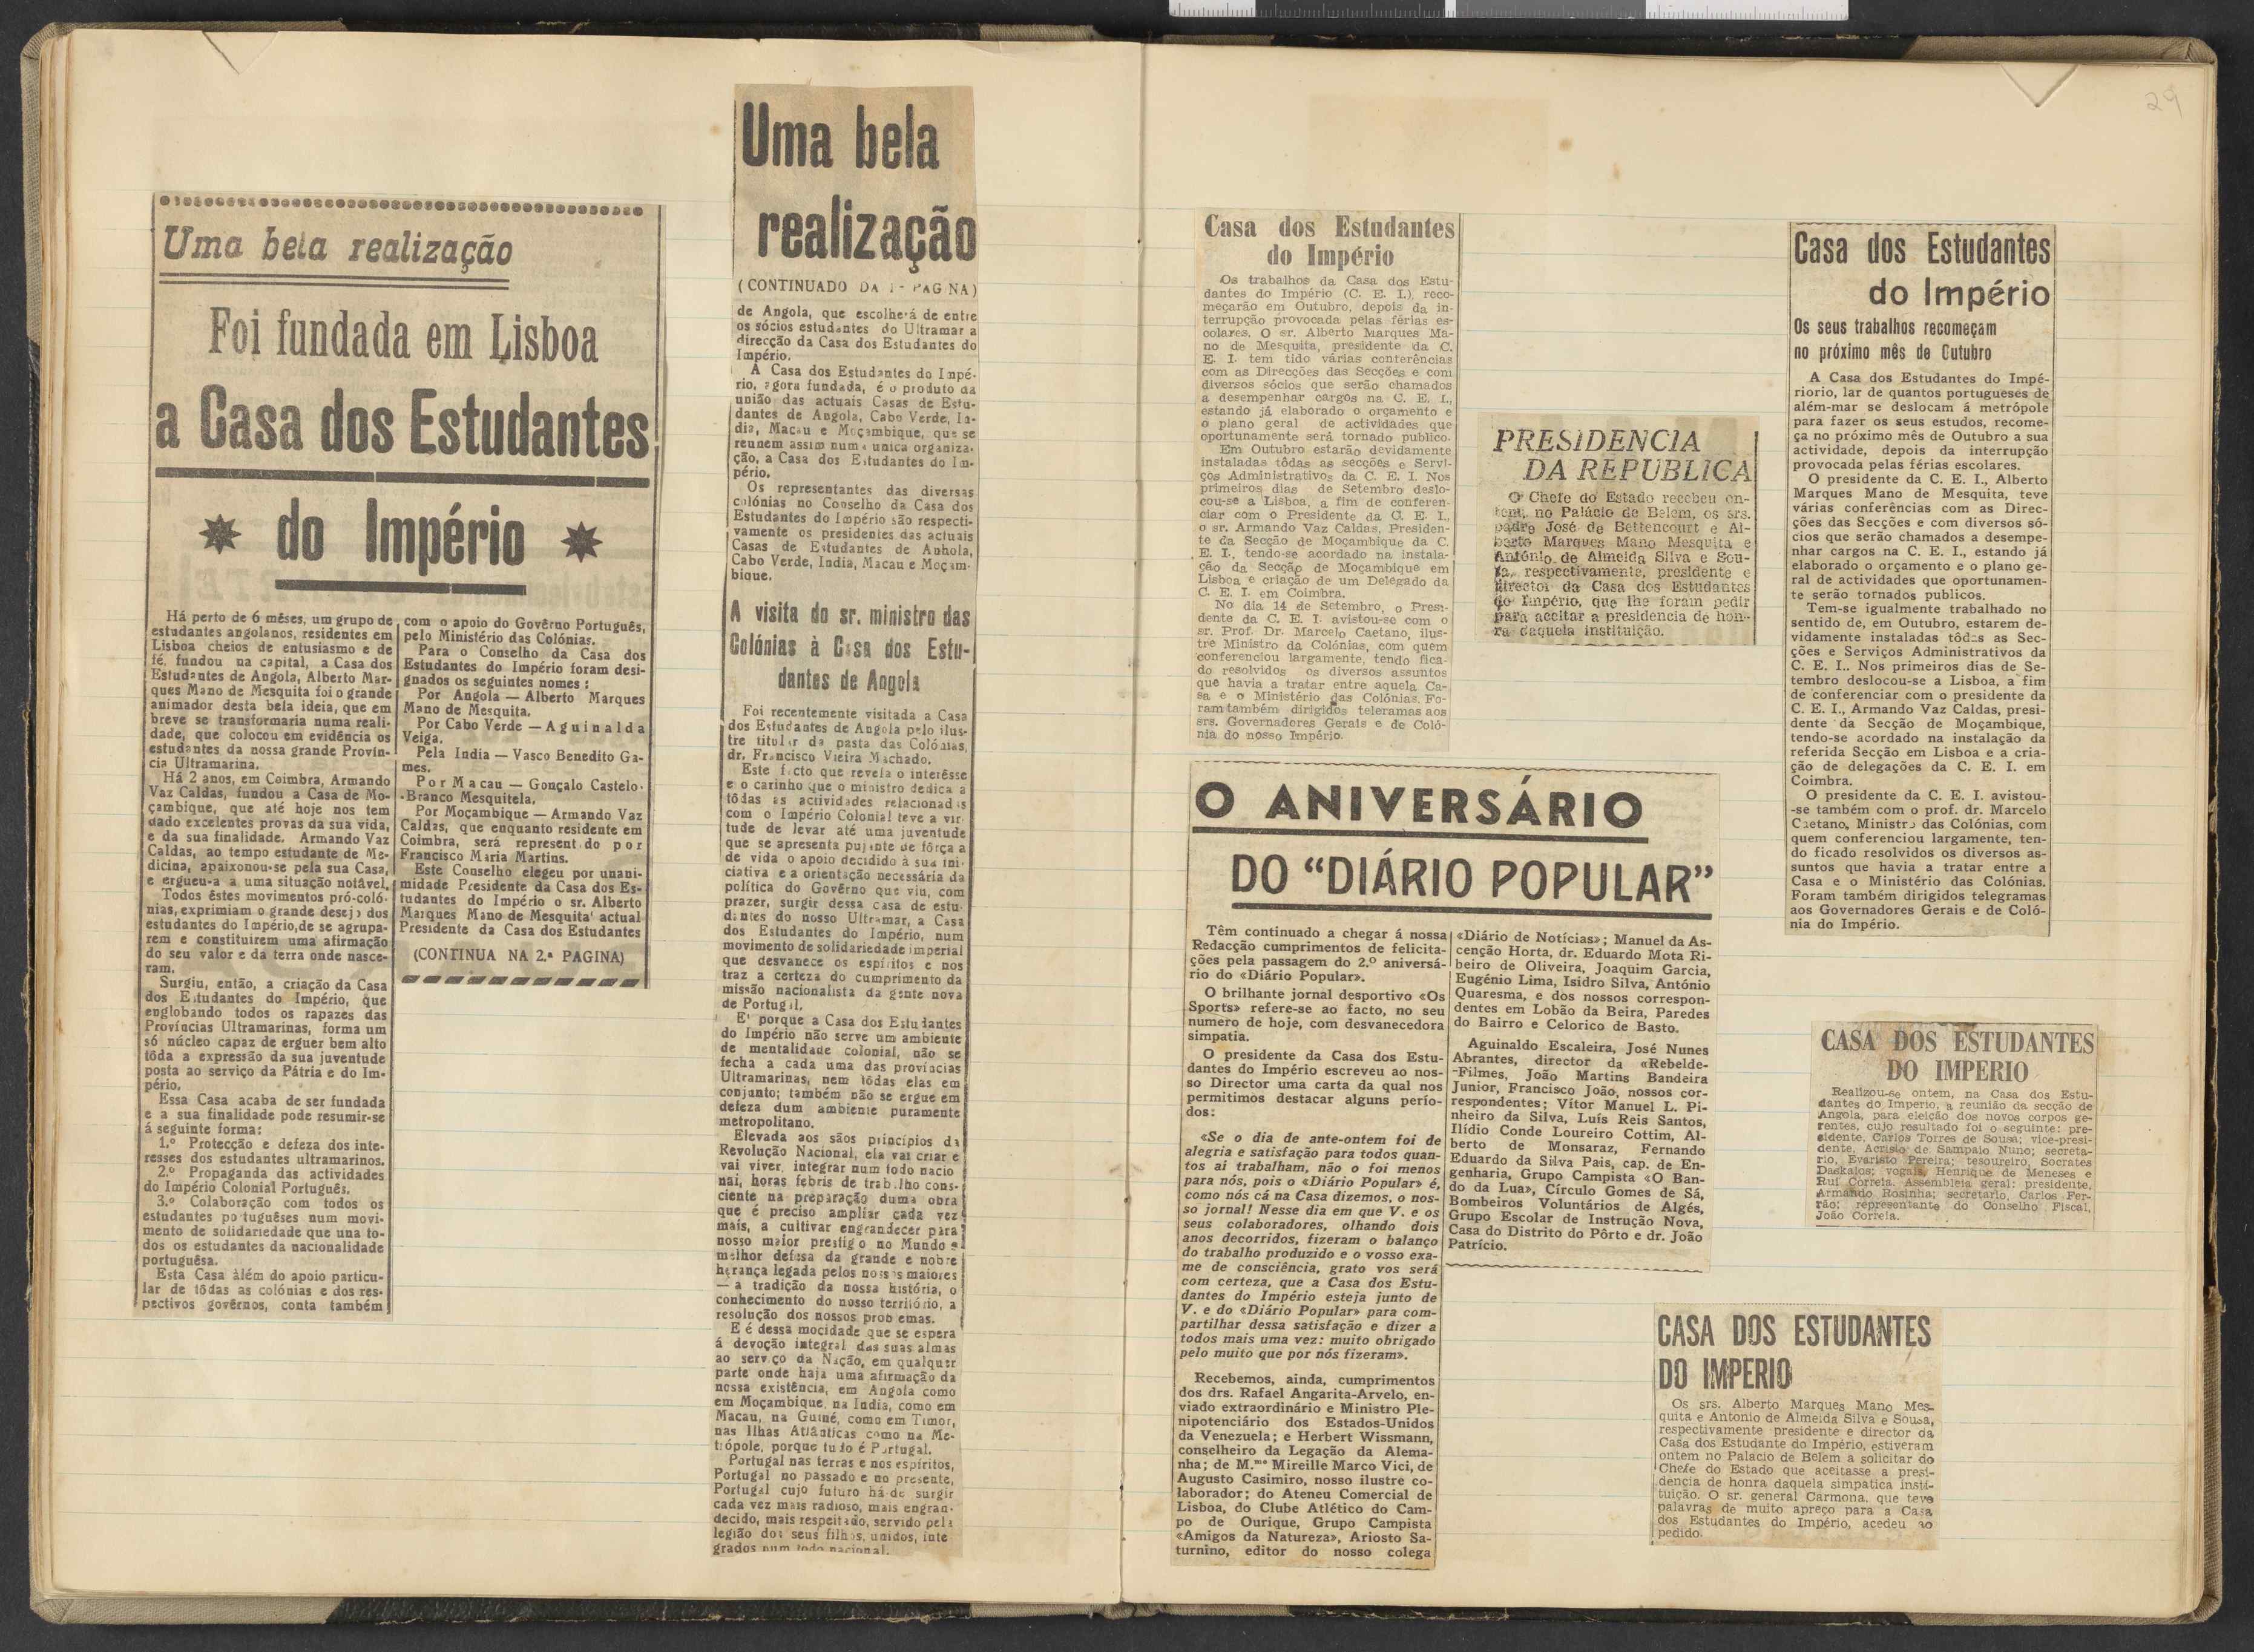 29
Uma bela realização
Foi fundada em Lisboa
a Casa dos Estudantes
do Império
Há perto de 6 mêses, um grupo de
estudantes angolanos, residentes em
Lisboa cheios de entusiasmo e de
fé, fundou na capital, a Casa dos
Estudantes de Angola, Alberto Mar-
ques Mano de Mesquita foi o grande
animador desta bela ideia, que em
breve se transformaria numa reali-
dade, que colocou em evidência os
estudantes da nossa grande Provín-
cia Ultramarina.
Há 2 anos, em Coimbra, Armando
Vaz Caldas, fundou a Casa de Mo-
çambique, que até hoje nos tem
dado excelentes provas da sua vida,
e da sua finalidade. Armando Vaz
Caldas, ao tempo estudante de Me-
dicina, apaixonou-se pela sua Casa,
e ergueu-a a uma situação notável.
Todos êstes movimentos pró-coló-
nias, exprimiam o grande desejo dos
estudantes do Império, de se agrupa-
rem e constituirem uma afirmação
do seu valor e da terra onde nasce-
ram.
Surgiu, então, a criação da Casa
dos Estudantes do Império, que
englobando todos os rapazes das
Províncias Ultramarinas, forma um
só núcleo capaz de erguer bem alto
tôda a expressão da sua juventude
posta ao serviço da Pátria e do Im-
pério.
Essa Casa acaba de ser fundada
e a sua finalidade pode resumir-se
á seguinte forma:
1.º Protecção e defeza dos inte-
resses dos estudantes ultramarinos.
2.º Propaganda das actividades
do Império Colonial Português.
3.º Colaboração com todos os
estudantes po tuguêses num movi-
mento de solidariedade que una to-
dos os estudantes da nacionalidade
portuguêsa.
Esta Casa àlém do apoio particu-
lar de tôdas as colónias e dos res-
pectivos govêrnos, conta também
com o apoio do Govêrno Português,
pelo Ministério das Colónias.
Para o Conselho da Casa dos
Estudantes do Império foram desi-
gnados os seguintes nomes:
Por Angola — Alberto Marques
Mano de Mesquita.
Por Cabo Verde — Aguinalda
Veiga.
Pela India — Vasco Benedito Ga-
mes.
Por Macau — Gonçalo Castelo-
-Branco Mesquitela.
Por Moçambique — Armando Vaz
Caldas, que enquanto residente em
Coimbra, será represent do por
Francisco Maria Martins.
Este Conselho elegeu por unani-
midade Presidente da Casa dos Es-
tudantes do Império o sr. Alberto
Marques Mano de Mesquita' actual
Presidente da Casa dos Estudantes
(CONTINUA NA 2.ª PAGINA)
Uma bela
realização
(CONTINUADO DA 1.ª PAG NA)
de Angola, que escolherá de entre
os sócios estudantes do Ultramar a
direcção da Casa dos Estudantes do
Império.
A Casa dos Estudantes do Impé-
rio, agora fundada, é o produto da
união das actuais Casas de Estu-
dantes de Angola, Cabo Verde, In-
dia, Macau e Moçambique, que se
reunem assim numa unica organiza-
ção, a Casa dos Estudantes do Im-
pério.
Os representantes das diversas
colónias no Conselho da Casa dos
Estudantes do Império são respecti-
vamente os presidentes das actuais
Casas de Estudantes de Anhola,
Cabo Verde, India, Macau e Moçam-
bique.
A visita do sr. ministro das
Colónias à Casa dos Estu-
dantes de Angola
Foi recentemente visitada a Casa
dos Estudantes de Angola pelo ilus-
tre titular da pasta das Colónias,
dr. Francisco Vieira Machado.
Este facto que revela o interêsse
e o carinho que o ministro dedica a
tôdas as actividades relacionadas
com o Império Colonial teve a vir-
tude de levar até uma juventude
que se apresenta pujante de fôrça a
de vida o apoio decidido à sua ini-
ciativa e a orientação necessária da
política do Govêrno que viu, com
prazer, surgir dessa casa de estu-
dantes do nosso Ultramar, a Casa
dos Estudantes do Império, num
movimento de solidariedade imperial
que desvanece os espíritos e nos
traz a certeza do cumprimento da
missão nacionalista da gente nova
de Portugal.
E' porque a Casa dos Estudantes
do Império não serve um ambiente
de mentalidade colonial, não se
fecha a cada uma das províncias
Ultramarinas, nem tôdas elas em
conjunto; também não se ergue em
defeza dum ambiente puramente
metropolitano.
Elevada aos sãos princípios da
Revolução Nacional, ela vai criar e
vai viver, integrar num todo nacio
nal, horas febris de trabalho cons-
ciente na preparação duma obra
que é preciso ampliar cada vez
mais, a cultivar engrandecer para
nosso maior prestigio no Mundo e
melhor defesa da grande e nobre
herança legada pelos nossos maiores
— a tradição da nossa história, o
conhecimento do nosso território, a
resolução dos nossos prob emas.
E é dessa mocidade que se espera
á devoção integral das suas almas
ao serv ço da Nação, em qualquer
parte onde haja uma afirmação da
nossa existência, em Angola como
em Moçambique, na India, como em
Macau, na Guiné, como em Timor,
nas Ilhas Atlânticas como na Me-
trópole, porque tudo é Portugal.
Portugal nas terras e nos espíritos,
Portugal no passado e no presente,
Portugal cujo futuro há-de surgir
cada vez mais radioso, mais engran-
decido, mais respeitado, servido pela
legião dos seus filhos, unidos, inte
grados num todo nacional.
Casa dos Estudantes
do Império
Os trabalhos da Casa dos Estu-
dantes do Império (C. E. I.) reco-
meçarão em Outubro, depois da in-
terrupção provocada pelas férias es-
colares. O sr. Alberto Marques Ma-
no de Mesquita, presidente da C.
E. I. tem tido várias conferências
com as Direcções das Secções e com
diversos sócios que serão chamados
a desempenhar cargos na C. E. I.,
estando já elaborado o orçamento e
o plano geral de actividades que
oportunamente será tornado publico.
Em Outubro estarão devidamente
instaladas tôdas as secções e Servi-
ços Administrativos da C. E. I. Nos
primeiros dias de Setembro deslo-
cou-se a Lisboa, a fim de conferen-
ciar com o Presidente da C. E. I.,
o sr. Armando Vaz Caldas, Presiden-
te da Secção de Moçambique da C.
E. I., tendo-se acordado na instala-
ção da Secção de Moçambique em
Lisboa e criação de um Delegado da
C. E. I. em Coimbra.
No dia 14 de Setembro, o Presi-
dente da C. E. I. avistou-se com o
sr. Prof. Dr. Marcelo Caetano, ilus-
tre Ministro da Colónias, com quem
conferenciou largamente, tendo fica-
do resolvidos os diversos assuntos
que havia a tratar entre aquela Ca-
sa e o Ministério das Colónias. Fo-
ram também dirigidos teleramas aos
srs. Governadores Gerais e de Coló-
nia do nosso Império.
PRESIDENCIA
DA REPUBLICA
O Chefe do Estado recebeu on-
tem, no Palácio de Belem, os srs.
padre José de Bettencourt e Al-
berto Marques Mano Mesquita e
António de Almeida Silva e Sou-
za, respectivamente, presidente e
director da Casa dos Estudantes
do Império, que lhe foram pedir
para aceitar a presidencia de hon-
ra daquela instituição.
Casa dos Estudantes
do Império
Os seus trabalhos recomeçam
no próximo mês de Outubro
A Casa dos Estudantes do Impé-
riorio, lar de quantos portugueses de
além-mar se deslocam á metrópole
para fazer os seus estudos, recome-
ça no próximo mês de Outubro a sua
actividade, depois da interrupção
provocada pelas férias escolares.
O presidente da C. E. I., Alberto
Marques Mano de Mesquita, teve
várias conferências com as Direc-
ções das Secções e com diversos só-
cios que serão chamados a desempe-
nhar cargos na C. E. I., estando já
elaborado o orçamento e o plano ge-
ral de actividades que oportunamen-
te serão tornados publicos.
Tem-se igualmente trabalhado no
sentido de, em Outubro, estarem de-
vidamente instaladas tôdas as Sec-
ções e Serviços Administrativos da
C. E. I.. Nos primeiros dias de Se-
tembro deslocou-se a Lisboa, a fim
de conferenciar com o presidente da
C. E. I., Armando Vaz Caldas, presi-
dente da Secção de Moçambique,
tendo-se acordado na instalação da
referida Secção em Lisboa e a cria-
ção de delegações da C. E. I. em
Coimbra.
O presidente da C. E. I. avistou-
-se também com o prof. dr. Marcelo
Caetano, Ministro das Colónias, com
quem conferenciou largamente, ten-
do ficado resolvidos os diversos as-
suntos que havia a tratar entre a
Casa e o Ministério das Colónias.
Foram também dirigidos telegramas
aos Governadores Gerais e de Coló-
nia do Império.
O ANIVERSÁRIO
DO “DIÁRIO POPULAR”
Têm continuado a chegar á nossa
Redacção cumprimentos de felicita-
ções pela passagem do 2.º aniversá-
rio do «Diário Popular».
O brilhante jornal desportivo «Os
Sports» refere-se ao facto, no seu
numero de hoje, com desvanecedora
simpatia.
O presidente da Casa dos Estu-
dantes do Império escreveu ao nos-
so Director uma carta da qual nos
permitimos destacar alguns perío-
dos:
«Se o dia de ante-ontem foi de
alegria e satisfação para todos quan-
tos aí trabalham, não o foi menos
para nós, pois o «Diário Popular» é,
como nós cá na Casa dizemos, o nos-
so jornal! Nesse dia em que V. e os
seus colaboradores, olhando dois
anos decorridos, fizeram o balanço
do trabalho produzido e o vosso exa-
me de consciência, grato vos será
com certeza, que a Casa dos Estu-
dantes do Império esteja junto de
V. e do «Diário Popular» para com-
partilhar dessa satisfação e dizer a
todos mais uma vez: muito obrigado
pelo muito que por nós fizeram».
Recebemos, ainda, cumprimentos
dos drs. Rafael Angarita-Arvelo, en-
viado extraordinário e Ministro Ple-
nipotenciário dos Estados-Unidos
da Venezuela; e Herbert Wissmann,
conselheiro da Legação da Alema-
nha; de M.me Mireille Marco Vici, de
Augusto Casimiro, nosso ilustre co-
laborador; do Ateneu Comercial de
Lisboa, do Clube Atlético do Cam-
po de Ourique, Grupo Campista
«Amigos da Natureza», Ariosto Sa-
turnino, editor do nosso colega
«Diário de Notícias»; Manuel da As-
cenção Horta, dr. Eduardo Mota Ri-
beiro de Oliveira, Joaquim Garcia,
Eugénio Lima, Isidro Silva, António
Quaresma, e dos nossos correspon-
dentes em Lobão da Beira, Paredes
do Bairro e Celorico de Basto.
Aguinaldo Escaleira, José Nunes
Abrantes, director da «Rebelde-
-Filmes, João Martins Bandeira
Junior, Francisco João, nossos cor-
respondentes; Vítor Manuel L. Pi-
nheiro da Silva, Luís Reis Santos,
Ilídio Conde Loureiro Cottim, Al-
berto de Monsaraz, Fernando
Eduardo da Silva Pais, cap. de En-
genharia, Grupo Campista «O Ban-
do da Lua», Círculo Gomes de Sá,
Bombeiros Voluntários de Algés,
Grupo Escolar de Instrução Nova,
Casa do Distrito do Pôrto e dr. João
Patrício.
CASA DOS ESTUDANTES
DO IMPERIO
Realizou-se ontem, na Casa dos Estu-
dantes do Imperio, a reunião da secção de
Angola, para eleição dos novos corpos ge-
rentes, cujo resultado foi o seguinte: pre-
sidente, Carlos Torres de Sousa; vice-presi-
dente, Acrisio de Sampaio Nuno; secreta-
rio, Evaristo Pereira; tesoureiro, Socrates
Daskalos; vogais, Henrique de Meneses e
Rui Correia. Assembleia geral: presidente,
Armando Rosinha; secretario, Carlos Fer-
rão; representante do Conselho Fiscal,
João Correia.
CASA DOS ESTUDANTES
DO IMPERIO
Os srs. Alberto Marques Mano Mes-
quita e Antonio de Almeida Silva e Sousa,
respectivamente presidente e director da
Casa dos Estudante do Império, estiveram
ontem no Palacio de Belem a solicitar do
Chefe do Estado que aceitasse a presi-
dencia de honra daquela simpatica insti-
tuição. O sr. general Carmona, que teve
palavras de muito apreço para a Casa
dos Estudantes do Império, acedeu ao
pedido.